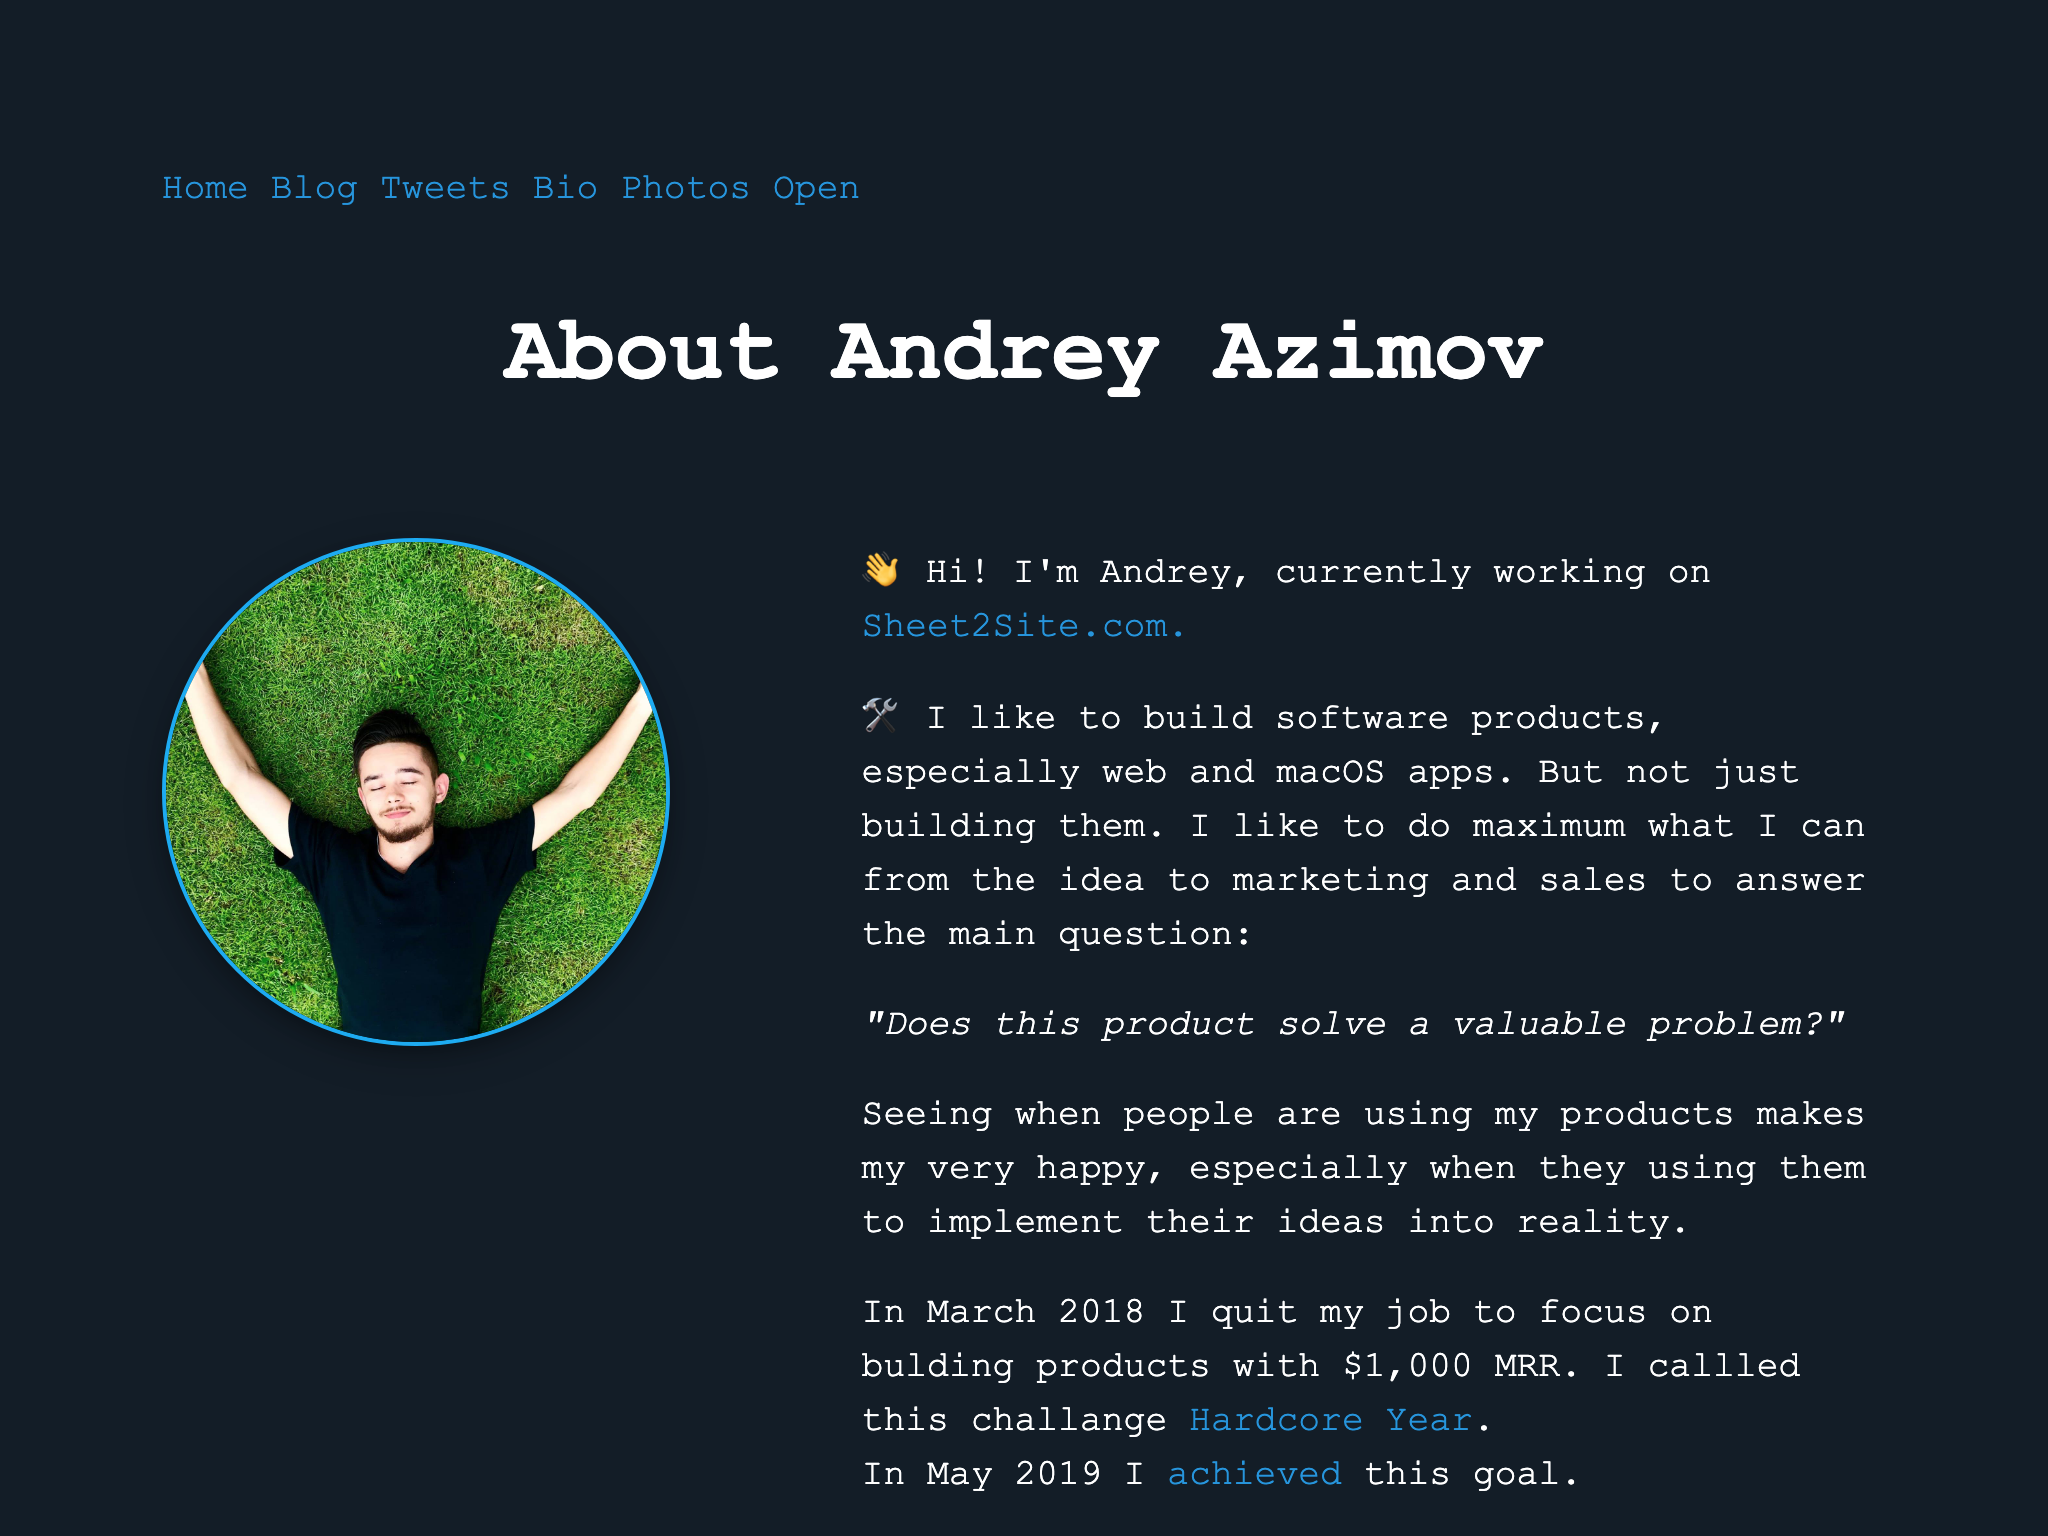 Home Blog Tweets Bio Photos Open
About Andrey Azimov
👋 Hi! I'm Andrey, currently working on
Sheet2Site.com.
🛠 I like to build software products,
especially web and macOS apps. But not just
building them. I like to do maximum what I can
from the idea to marketing and sales to answer
the main question:
"Does this product solve a valuable problem?"
Seeing when people are using my products makes
my very happy, especially when they using them
to implement their ideas into reality.
In March 2018 I quit my job to focus on
bulding products with $1,000 MRR. I callled
this challange Hardcore Year.
In May 2019 I achieved this goal.